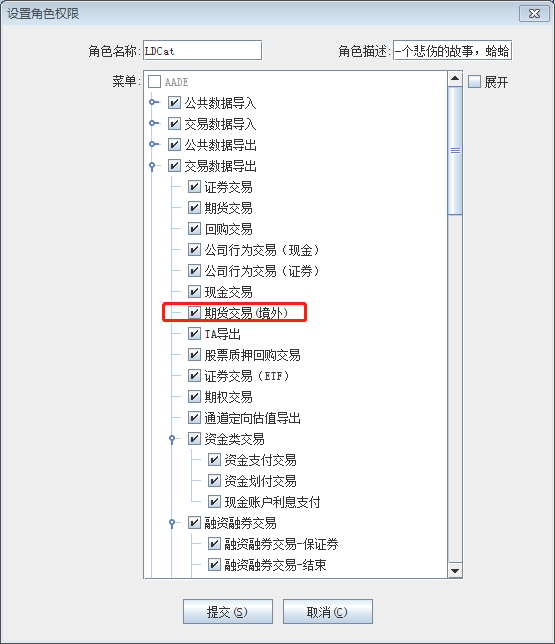 设置角色权限
角色名称: LDCat 角色描述: 一个悲伤的故事，蛤蛤
菜单: AADE 展开
公共数据导入
交易数据导入
公共数据导出
交易数据导出
证券交易
期货交易
回购交易
公司行为交易（现金）
公司行为交易（证券）
现金交易
期货交易(境外)
TA导出
股票质押回购交易
证券交易（ETF）
期权交易
通道定向估值导出
资金类交易
资金支付交易
资金划付交易
现金账户利息支付
融资融券交易
融资融券交易-保证券
融资融券交易-结束
提交(S) 取消(C)